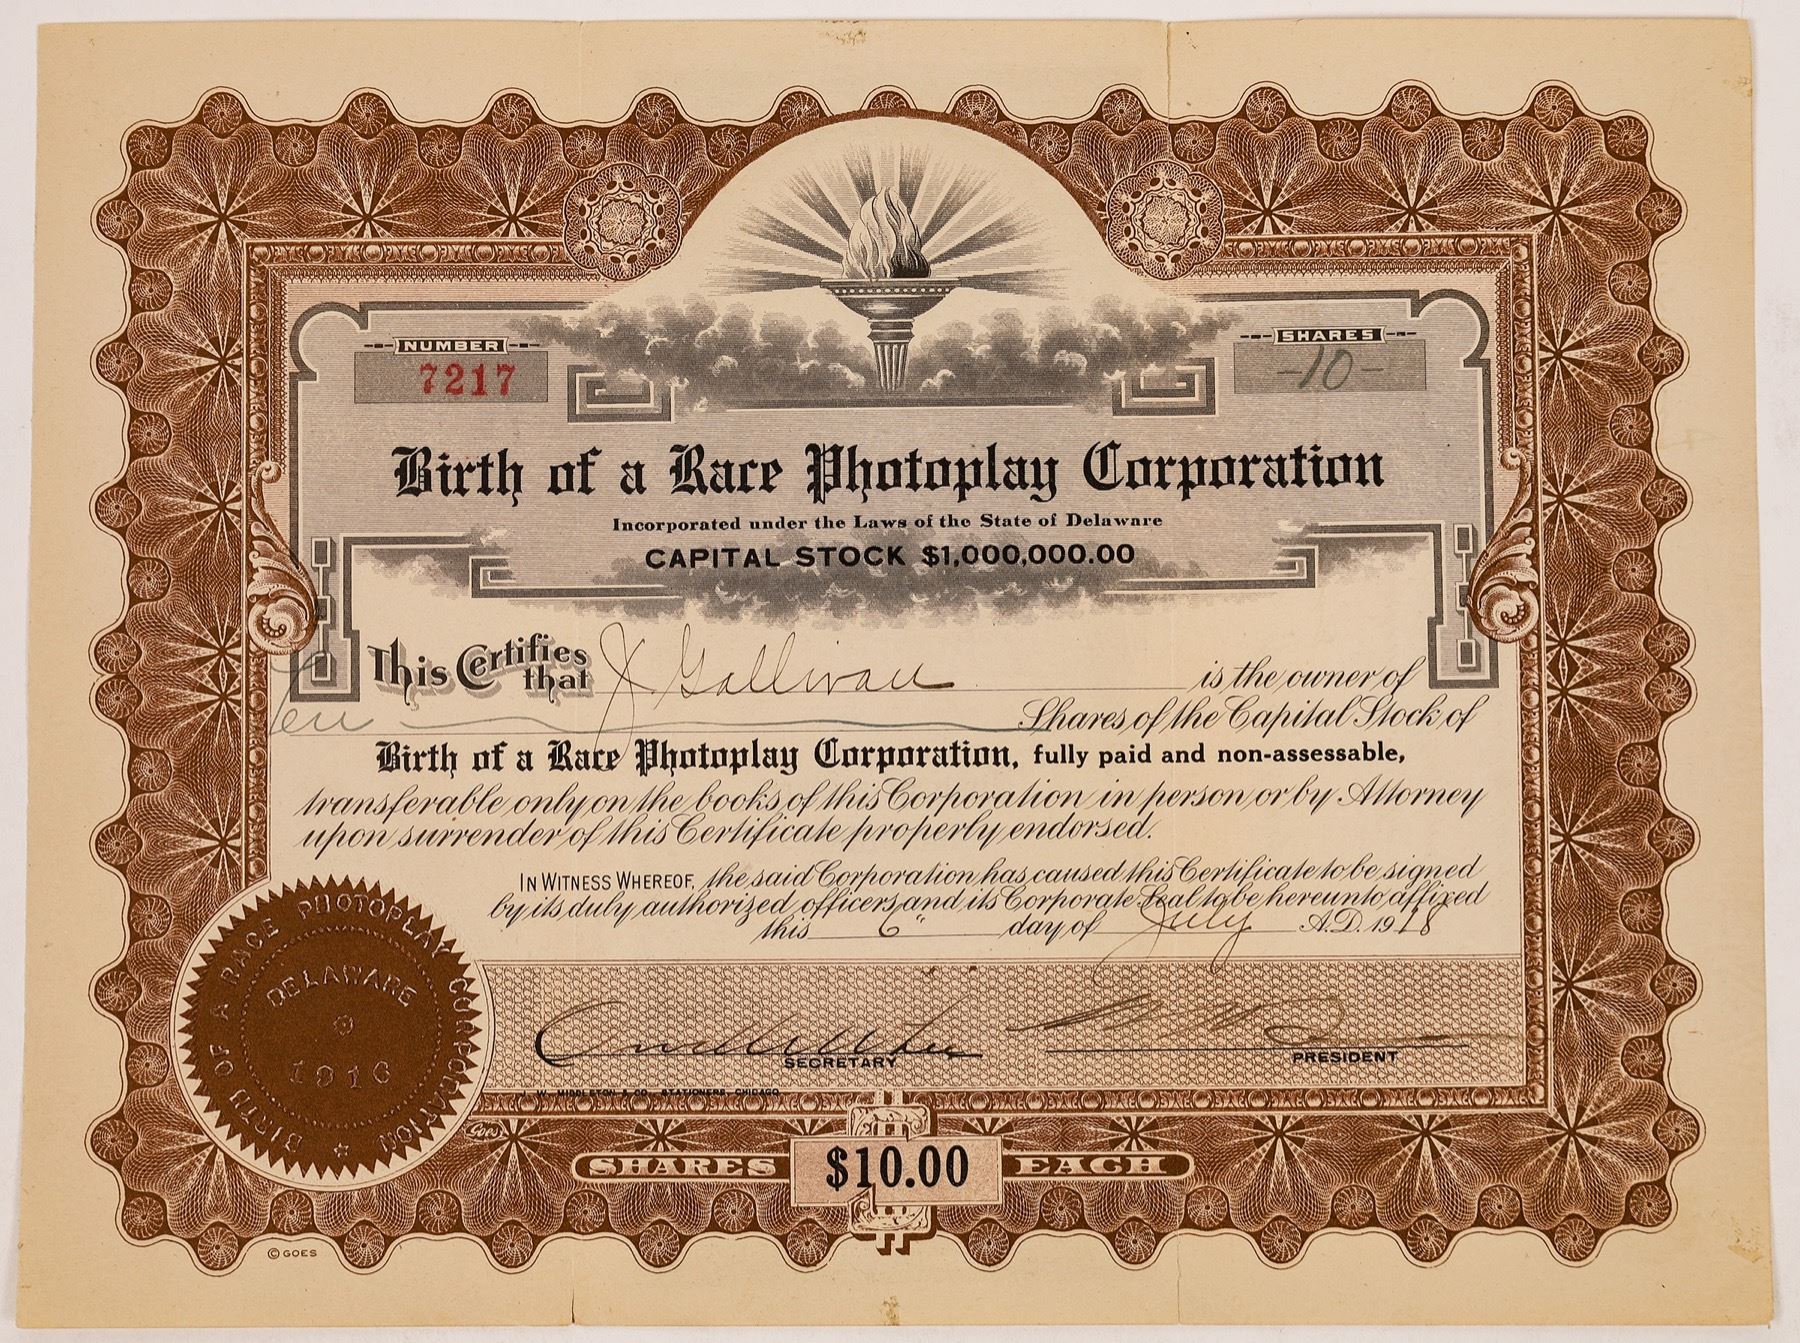 NUMBER
7217
SHARES
-10-
Birth of a Race Photoplay Corporation
Incorporated under the Laws of the State of Delaware
CAPITAL STOCK $1,000,000.00
This Certifies that J. Gallivan is the owner of
Ten Shares of the Capital Stock of
Birth of a Race Photoplay Corporation, fully paid and non-assessable,
transferable only on the books of this Corporation in person or by Attorney
upon surrender of this Certificate properly endorsed.
IN WITNESS WHEREOF, the said Corporation has caused this Certificate to be signed
by its duly authorized officers and its Corporate Seal to be hereunto affixed
this 6" day of July A.D. 1918
SECRETARY
PRESIDENT
J. W. MIDDLETON & CO. STATIONERS, CHICAGO
BIRTH OF A RACE PHOTOPLAY CORPORATION
DELAWARE
1916
Goes
SHARES $10.00 EACH
© GOES